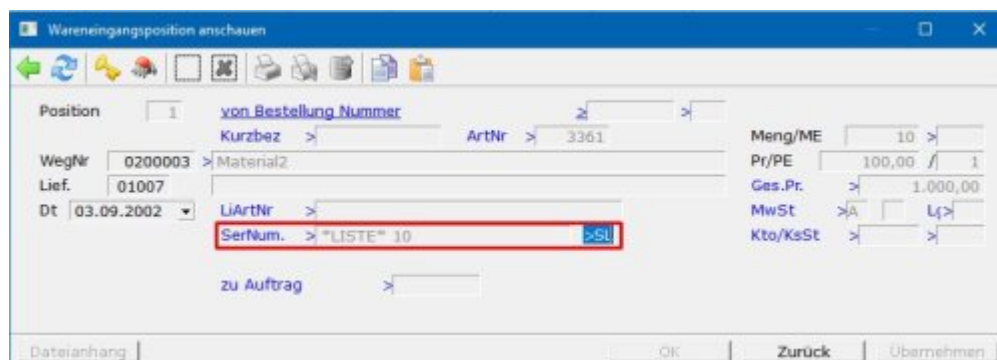 Wareneingangsposition anschauen
Position 1 von Bestellung Nummer > >
Kurzbez > ArtNr > 3361 Meng/ME 10 >
WegNr 0200003 > Material2 Pr/PE 100,00 / 1
Lief. 01007 Ges.Pr. > 1.000,00
Dt 03.09.2002 LiArtNr > MwSt >A L(>
SerNum. > *LISTE* 10 >SL Kto/KsSt > >
zu Auftrag >
Dateianhang OK Zurück Übernehmen